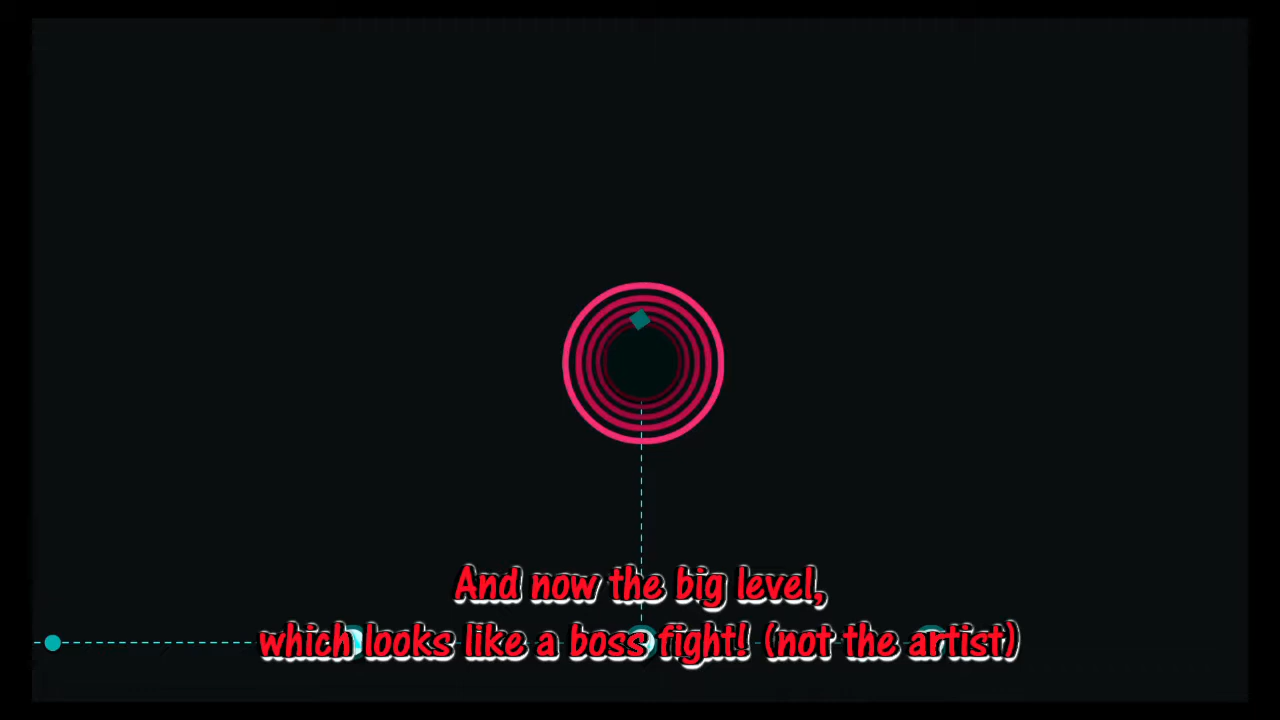 And now the big level,
which looks like a boss fight! (not the artist)